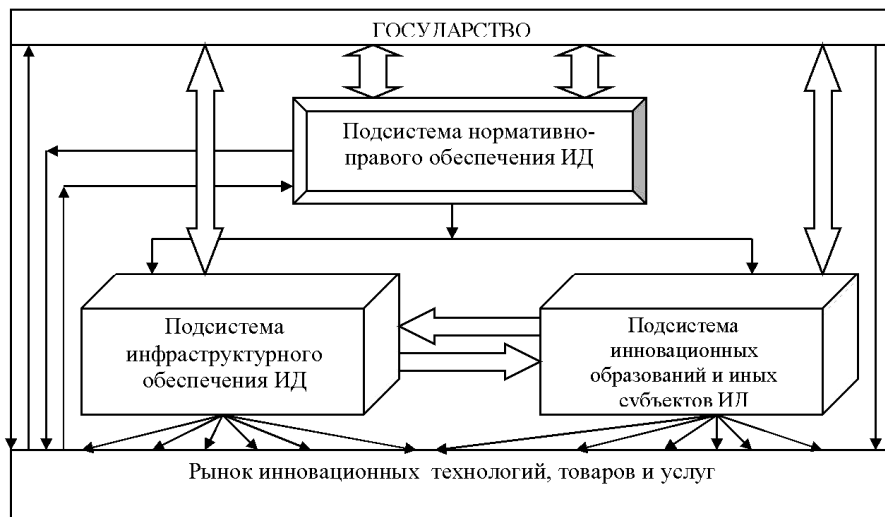 ГОСУДАРСТВО
Подсистема нормативно-
правого обеспечения ИД
Подсистема
инфраструктурного
обеспечения ИД
Подсистема
инновационных
образований и иных
субъектов ИД
Рынок инновационных технологий, товаров и услуг